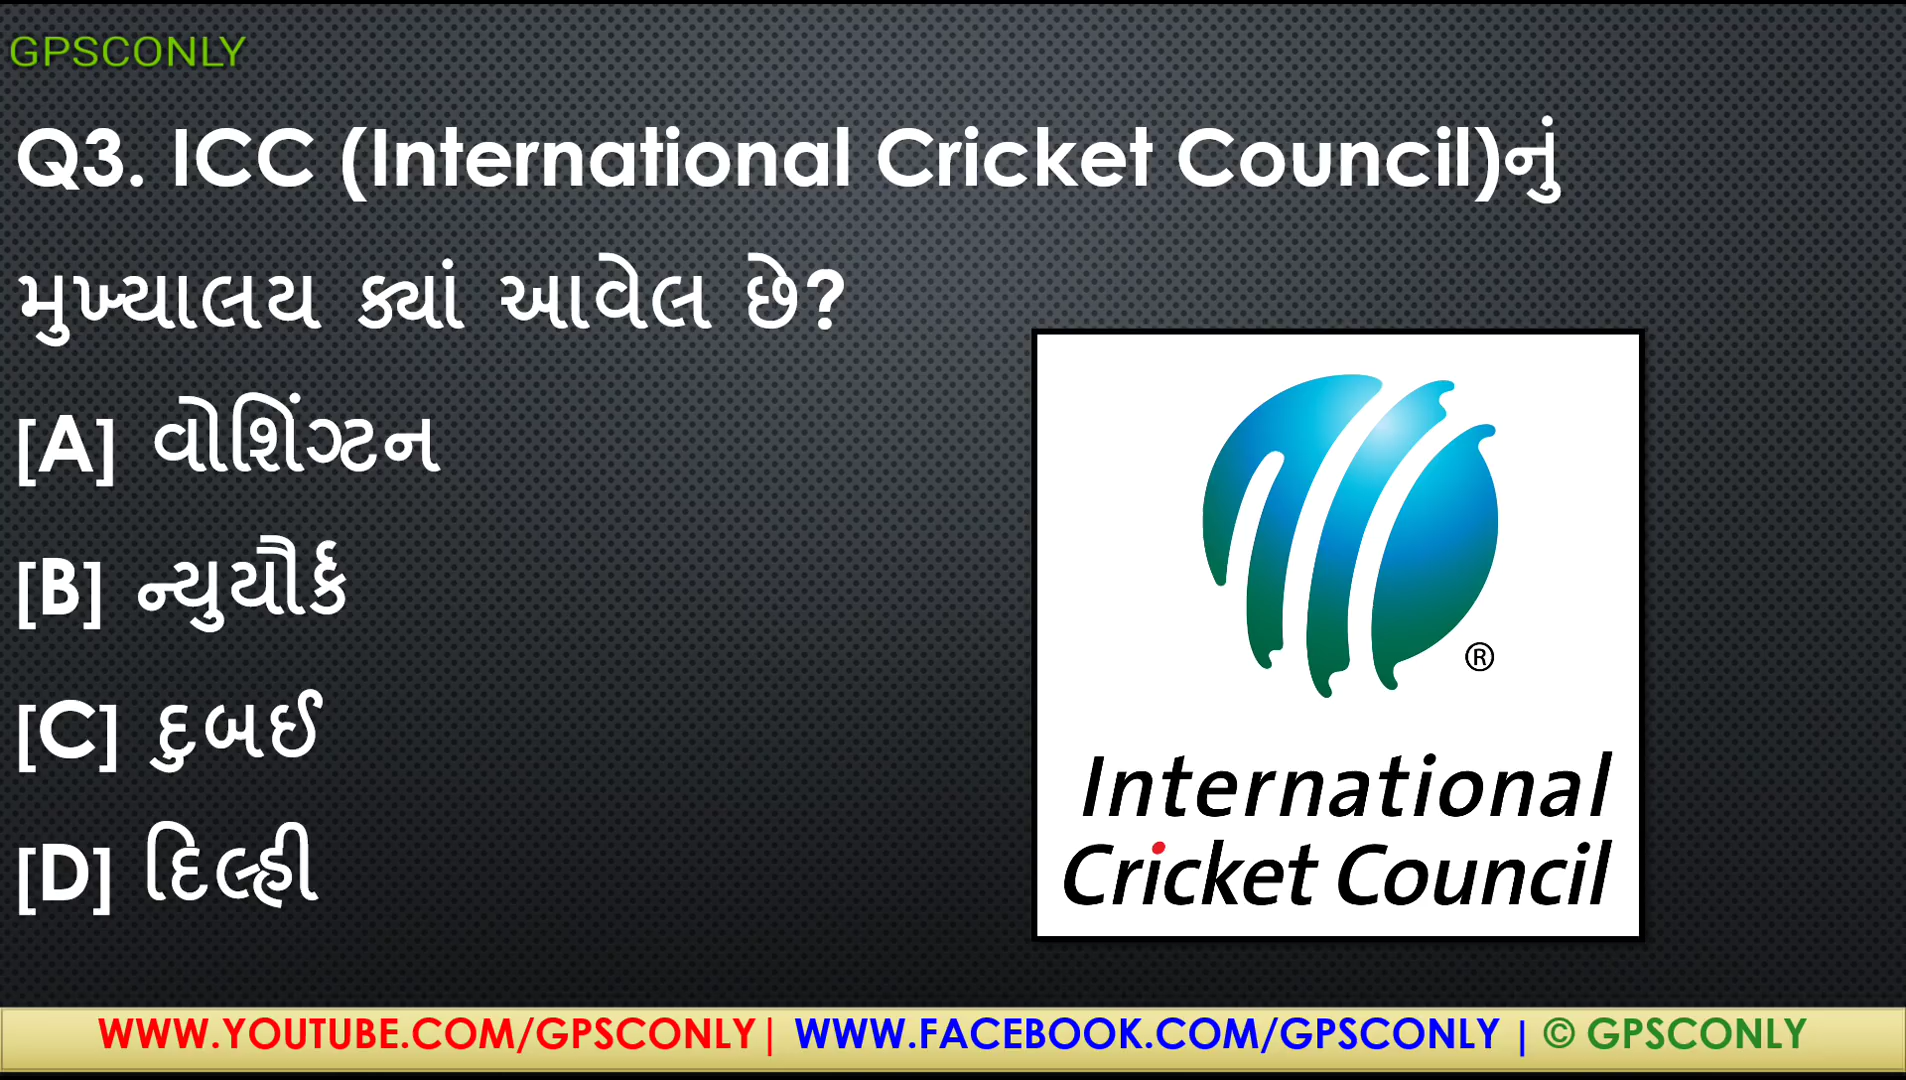 GPSCONLY
Q3. ICC (International Cricket Council)નું
મુખ્યાલય ક્યાં આવેલ છે?
[A] વોશિંગ્ટન
[B] ન્યુયૌર્ક
[C] દુબઈ
[D] દિલ્હી
®
International
Cricket Council
WWW.YOUTUBE.COM/GPSCONLY| WWW.FACEBOOK.COM/GPSCONLY | © GPSCONLY